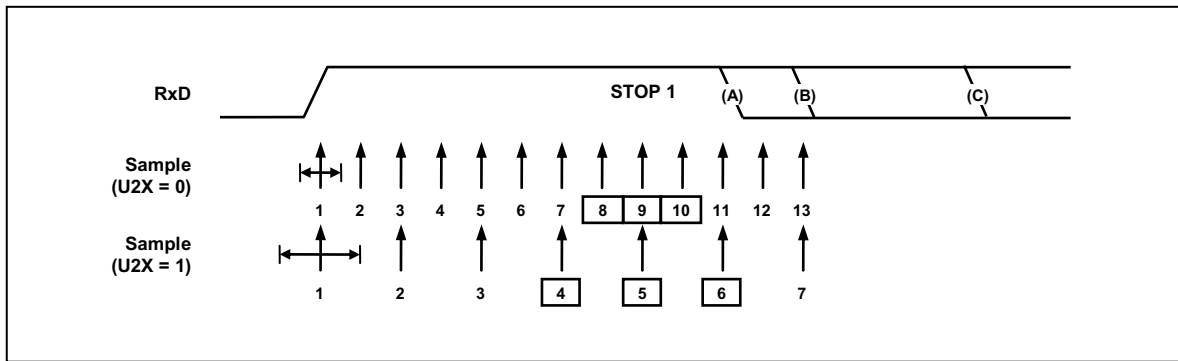 RxD
STOP 1
(A)
(B)
(C)
Sample
(U2X = 0)
1 2 3 4 5 6 7 8 9 10 11 12 13
Sample
(U2X = 1)
1 2 3 4 5 6 7